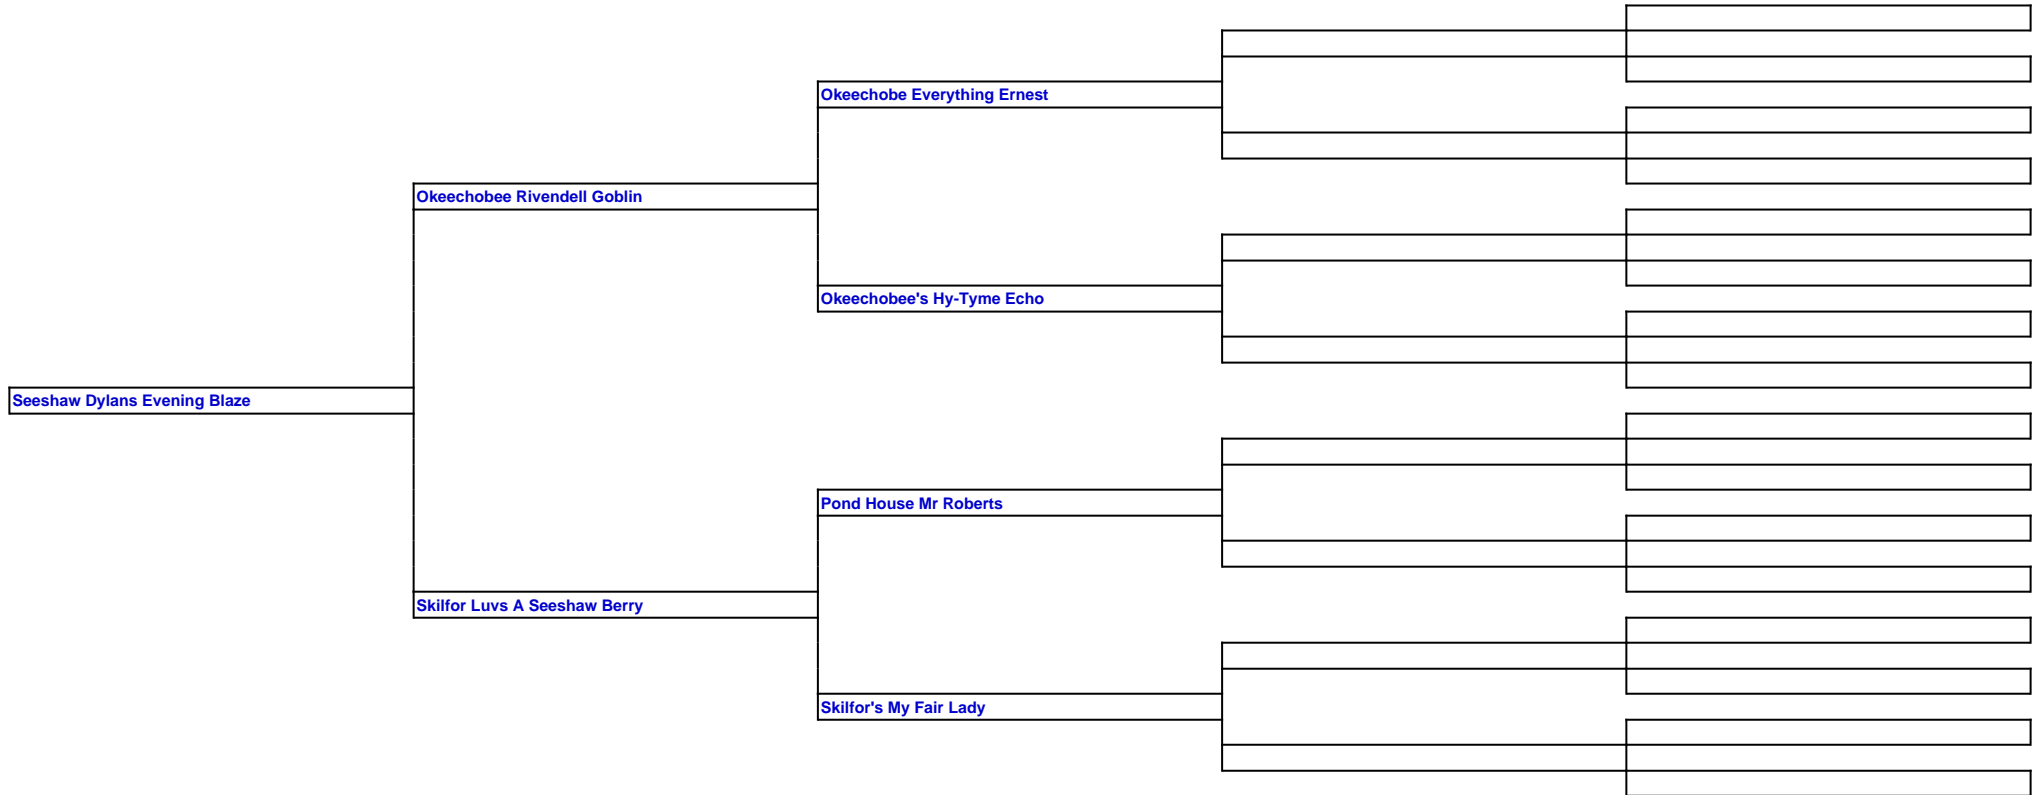 Okeechobe Everything Ernest
Okeechobee Rivendell Goblin
Okeechobee's Hy-Tyme Echo
Seeshaw Dylans Evening Blaze
Pond House Mr Roberts
Skilfor Luvs A Seeshaw Berry
Skilfor's My Fair Lady